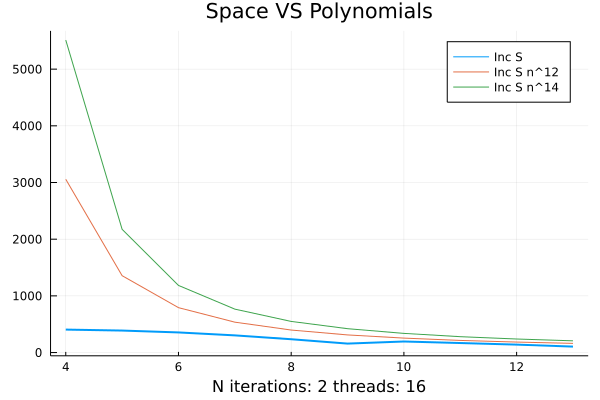 Space VS Polynomials
Inc S
Inc S n^12
Inc S n^14
5000
4000
3000
2000
1000
0
4
6
8
10
12
N iterations: 2 threads: 16